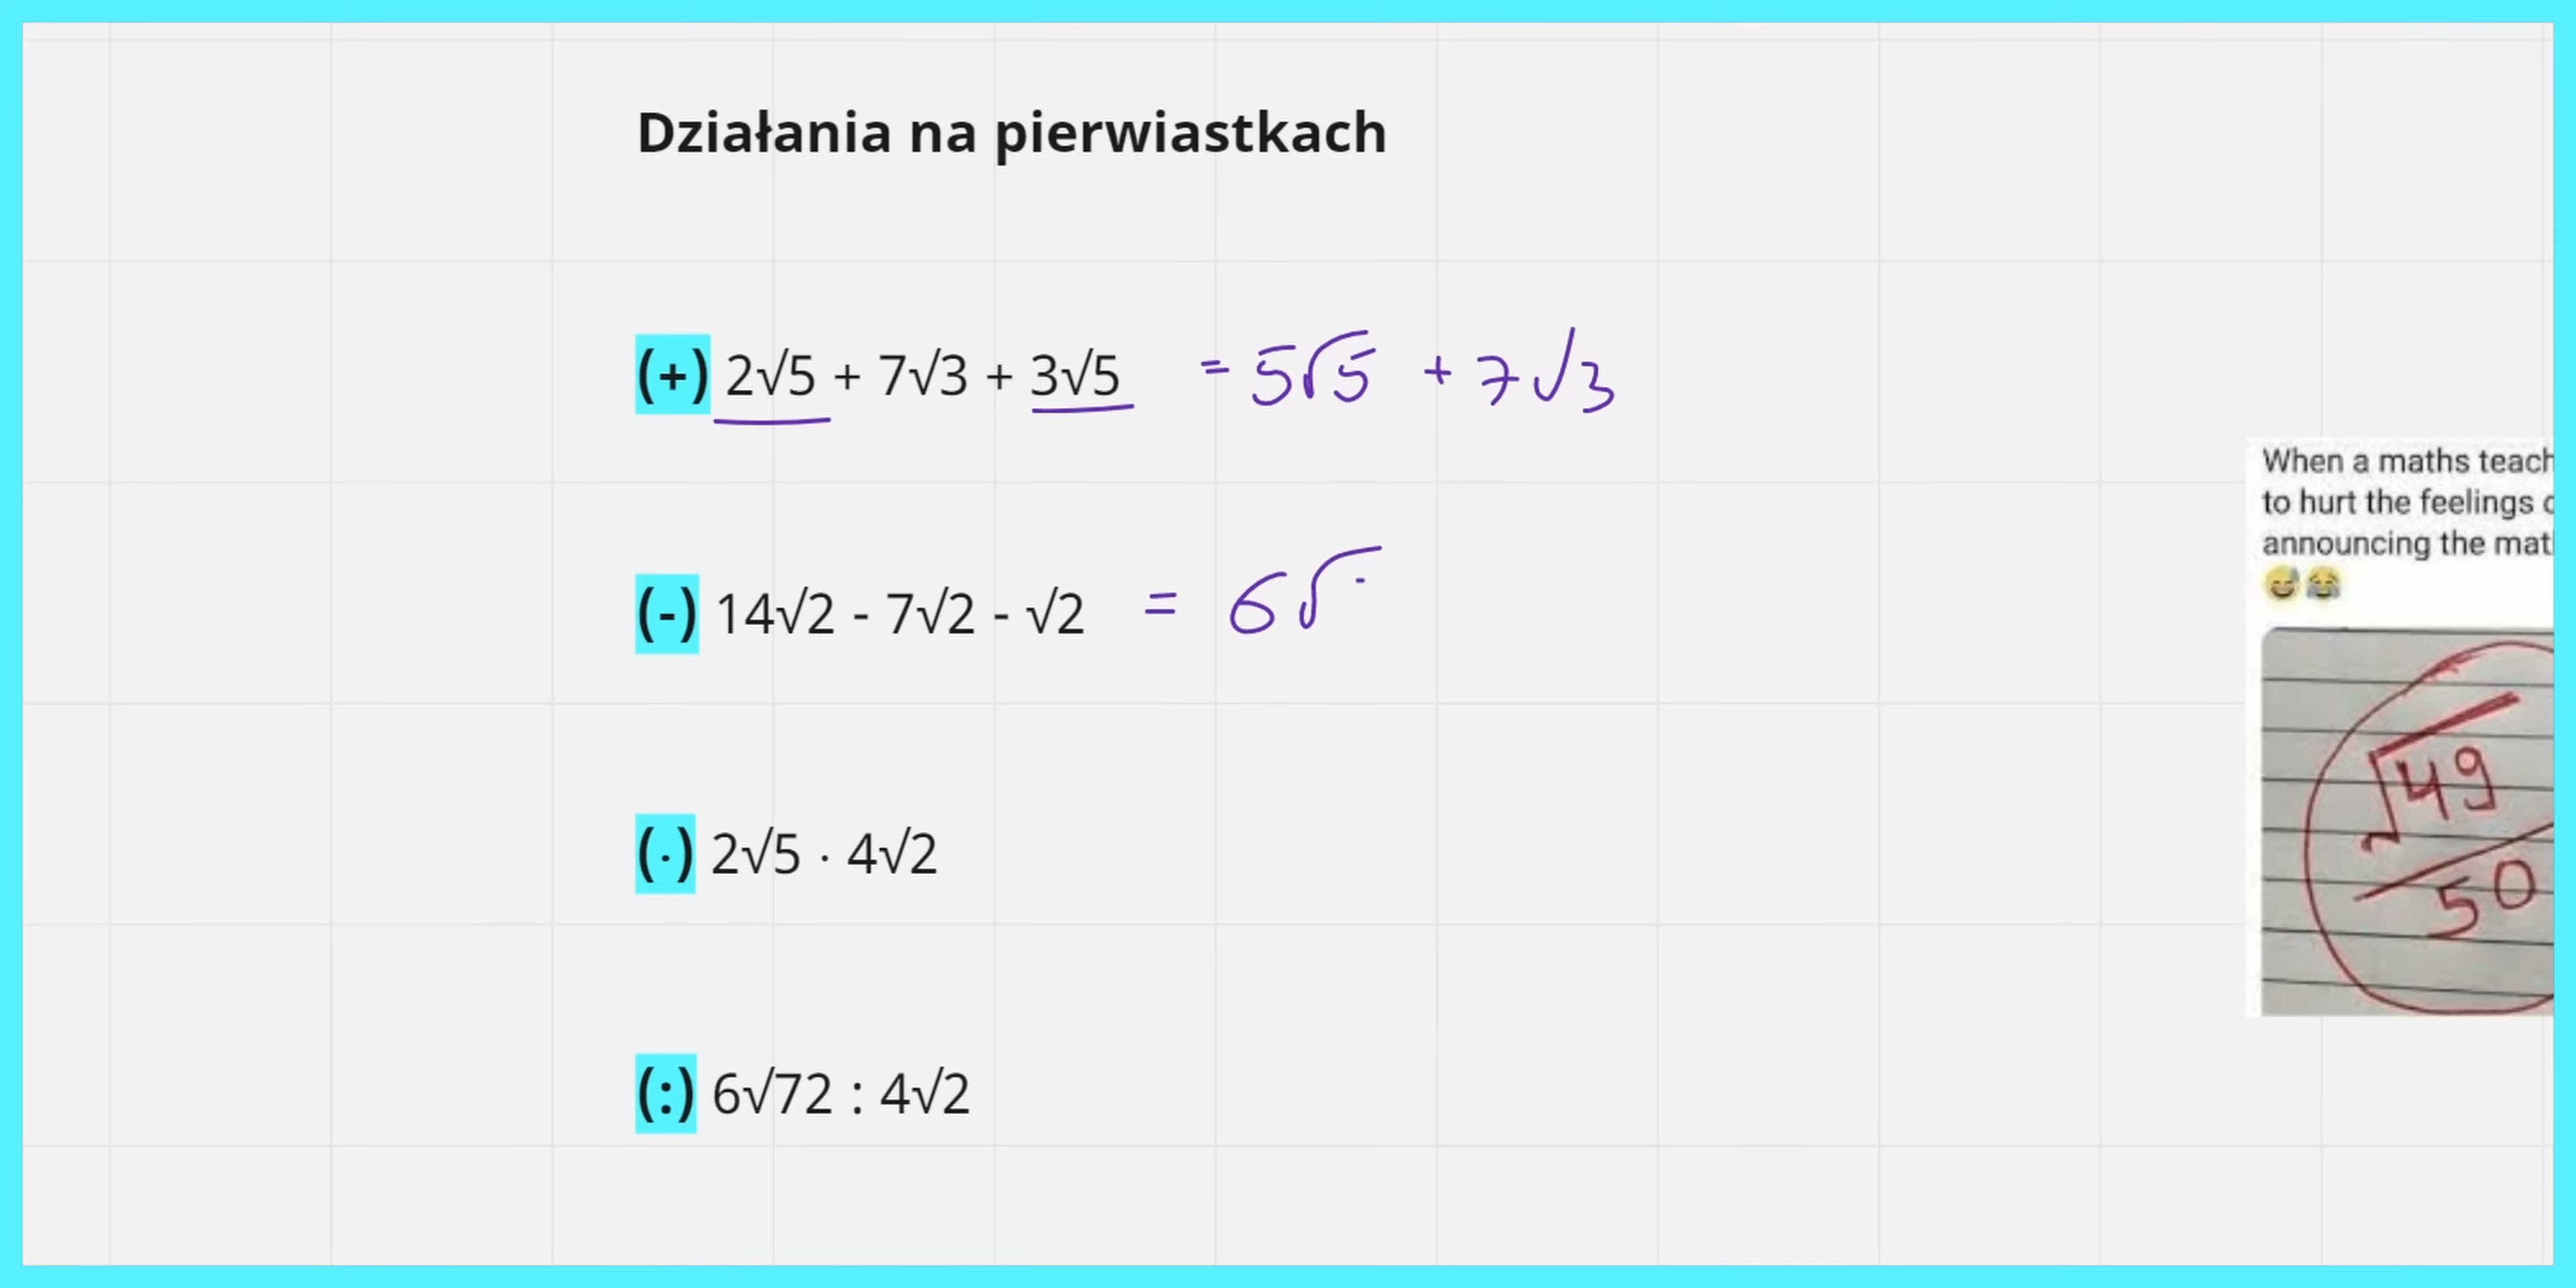 Działania na pierwiastkach
(+) 2√5 + 7√3 + 3√5 = 5√5 + 7√3
(-) 14√2 - 7√2 - √2 = 6√
(·) 2√5 · 4√2
(:) 6√72 : 4√2
When a maths teach
to hurt the feelings
announcing the mat
😅😂
√49
50